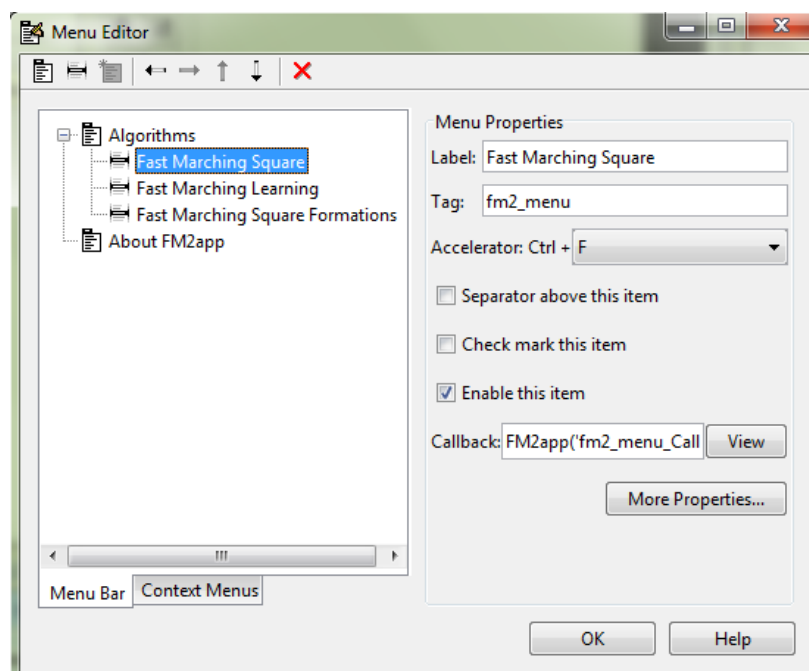 Menu Editor
Algorithms
Fast Marching Square
Fast Marching Learning
Fast Marching Square Formations
About FM2app
Menu Bar
Context Menus
Menu Properties
Label: Fast Marching Square
Tag: fm2_menu
Accelerator: Ctrl + F
Separator above this item
Check mark this item
Enable this item
Callback: FM2app('fm2_menu_Call View
More Properties...
OK Help